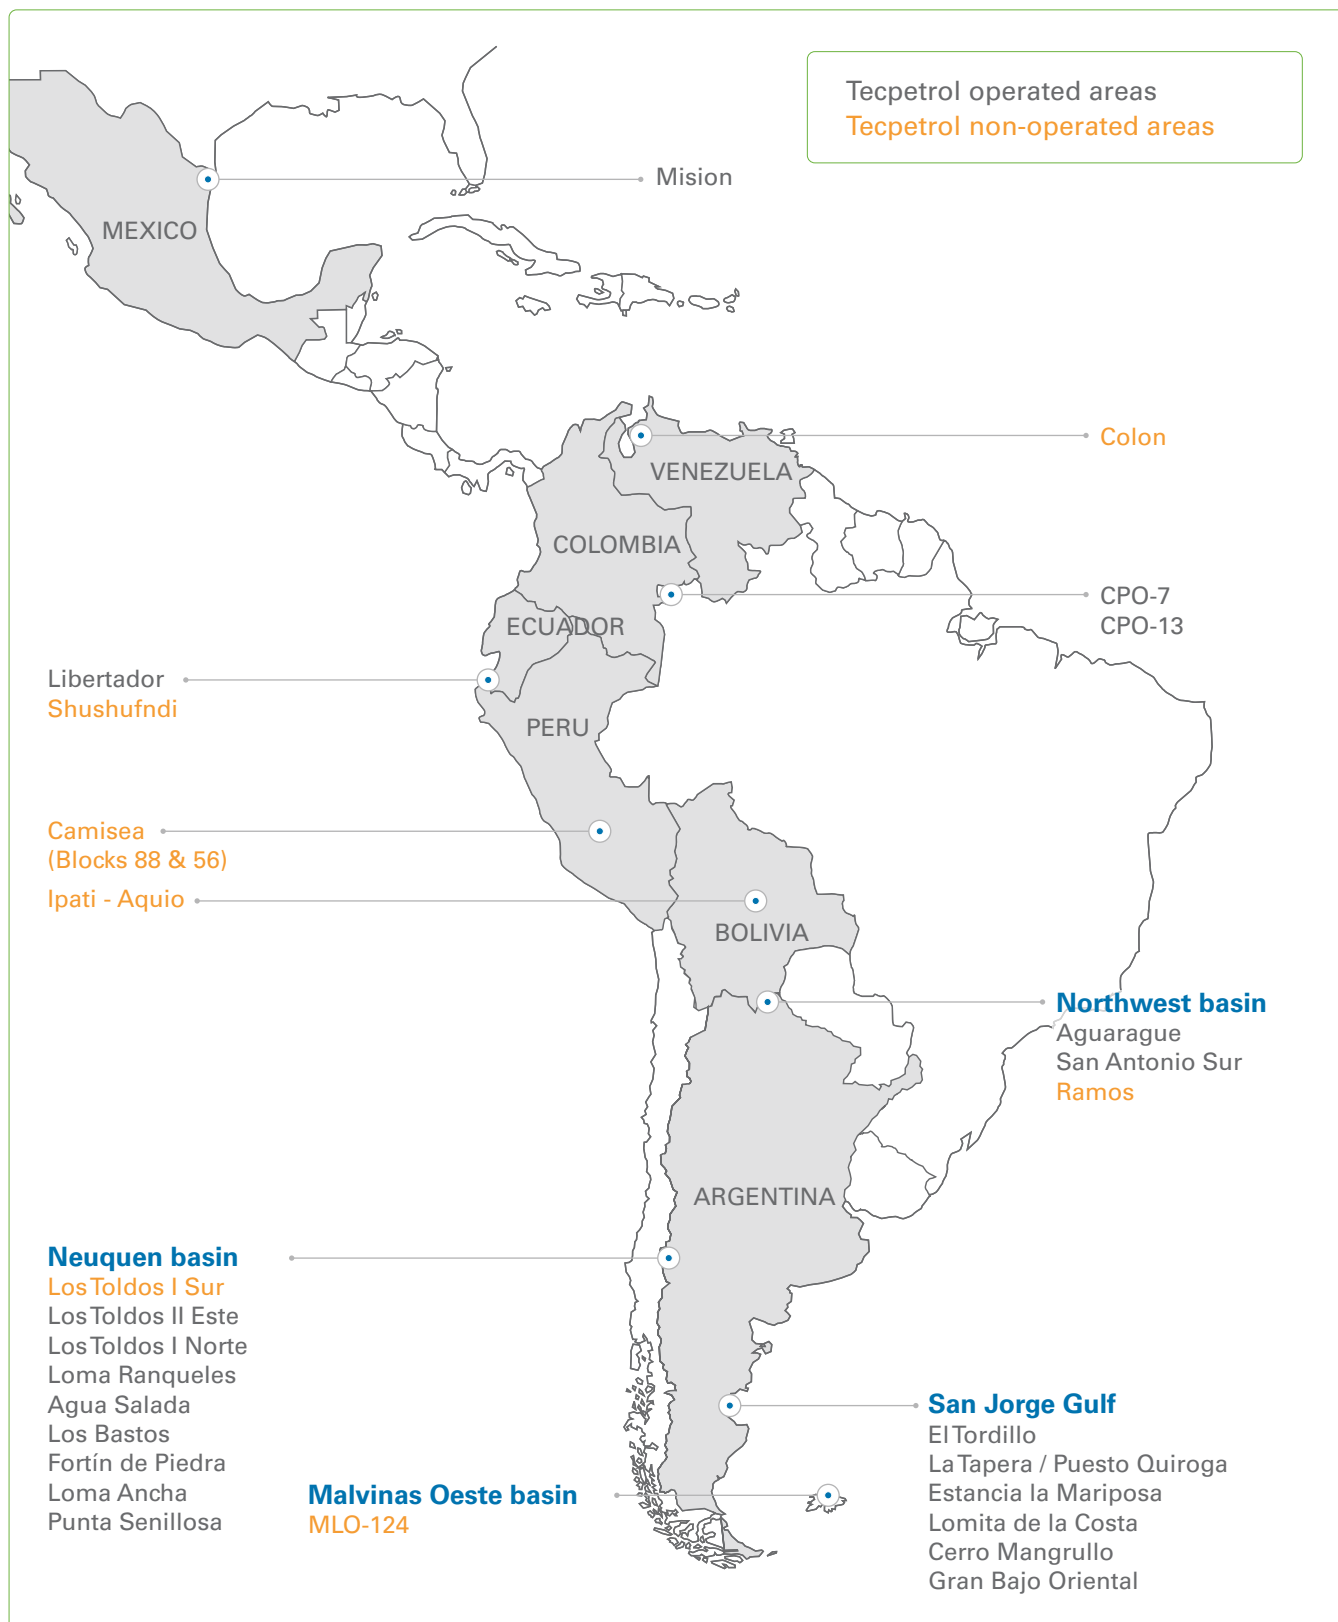 Tecpetrol operated areas
Tecpetrol non-operated areas
Mision
MEXICO
Colon
VENEZUELA
COLOMBIA
CPO-7
CPO-13
ECUADOR
Libertador
Shushufndi
PERU
Camisea
(Blocks 88 & 56)
Ipati - Aquio
BOLIVIA
Northwest basin
Aguarague
San Antonio Sur
Ramos
ARGENTINA
Neuquen basin
Los Toldos I Sur
Los Toldos II Este
Los Toldos I Norte
Loma Ranqueles
Agua Salada
Los Bastos
Fortín de Piedra
Loma Ancha
Punta Senillosa
Malvinas Oeste basin
MLO-124
San Jorge Gulf
El Tordillo
La Tapera / Puesto Quiroga
Estancia la Mariposa
Lomita de la Costa
Cerro Mangrullo
Gran Bajo Oriental